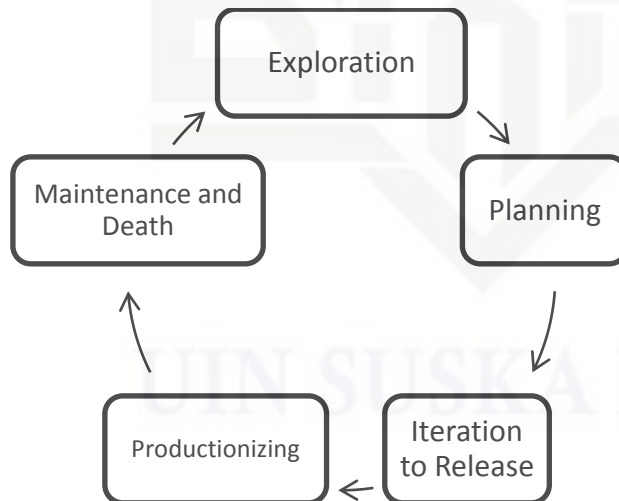 Exploration
Planning
Iteration
to Release
Productionizing
Maintenance and
Death
UIN SUSKA